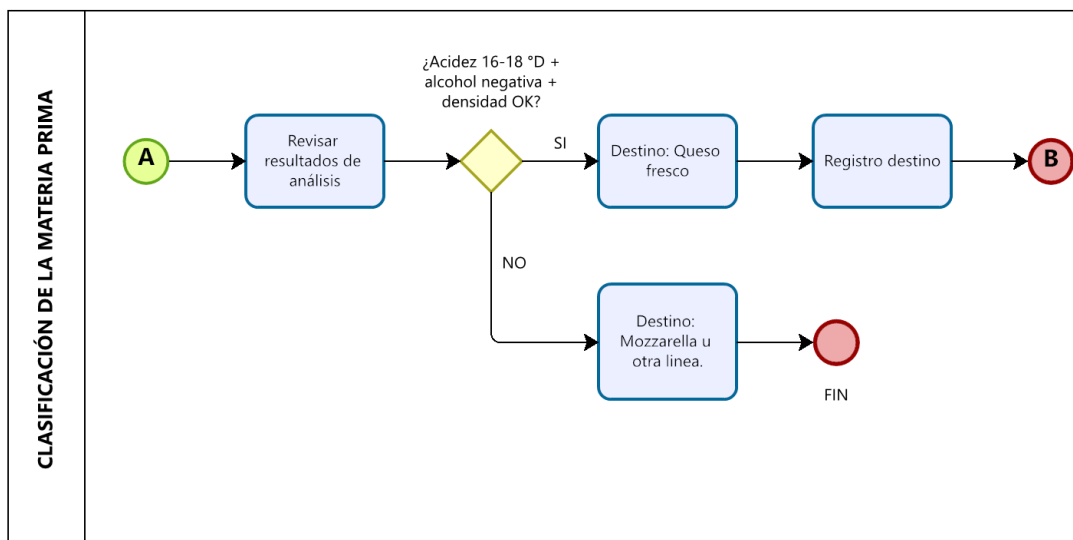 CLASIFICACIÓN DE LA MATERIA PRIMA
A
Revisar
resultados de
análisis
¿Acidez 16-18 °D +
alcohol negativa +
densidad OK?
SI
Destino: Queso
fresco
Registro destino
B
NO
Destino:
Mozzarella u
otra linea.
FIN